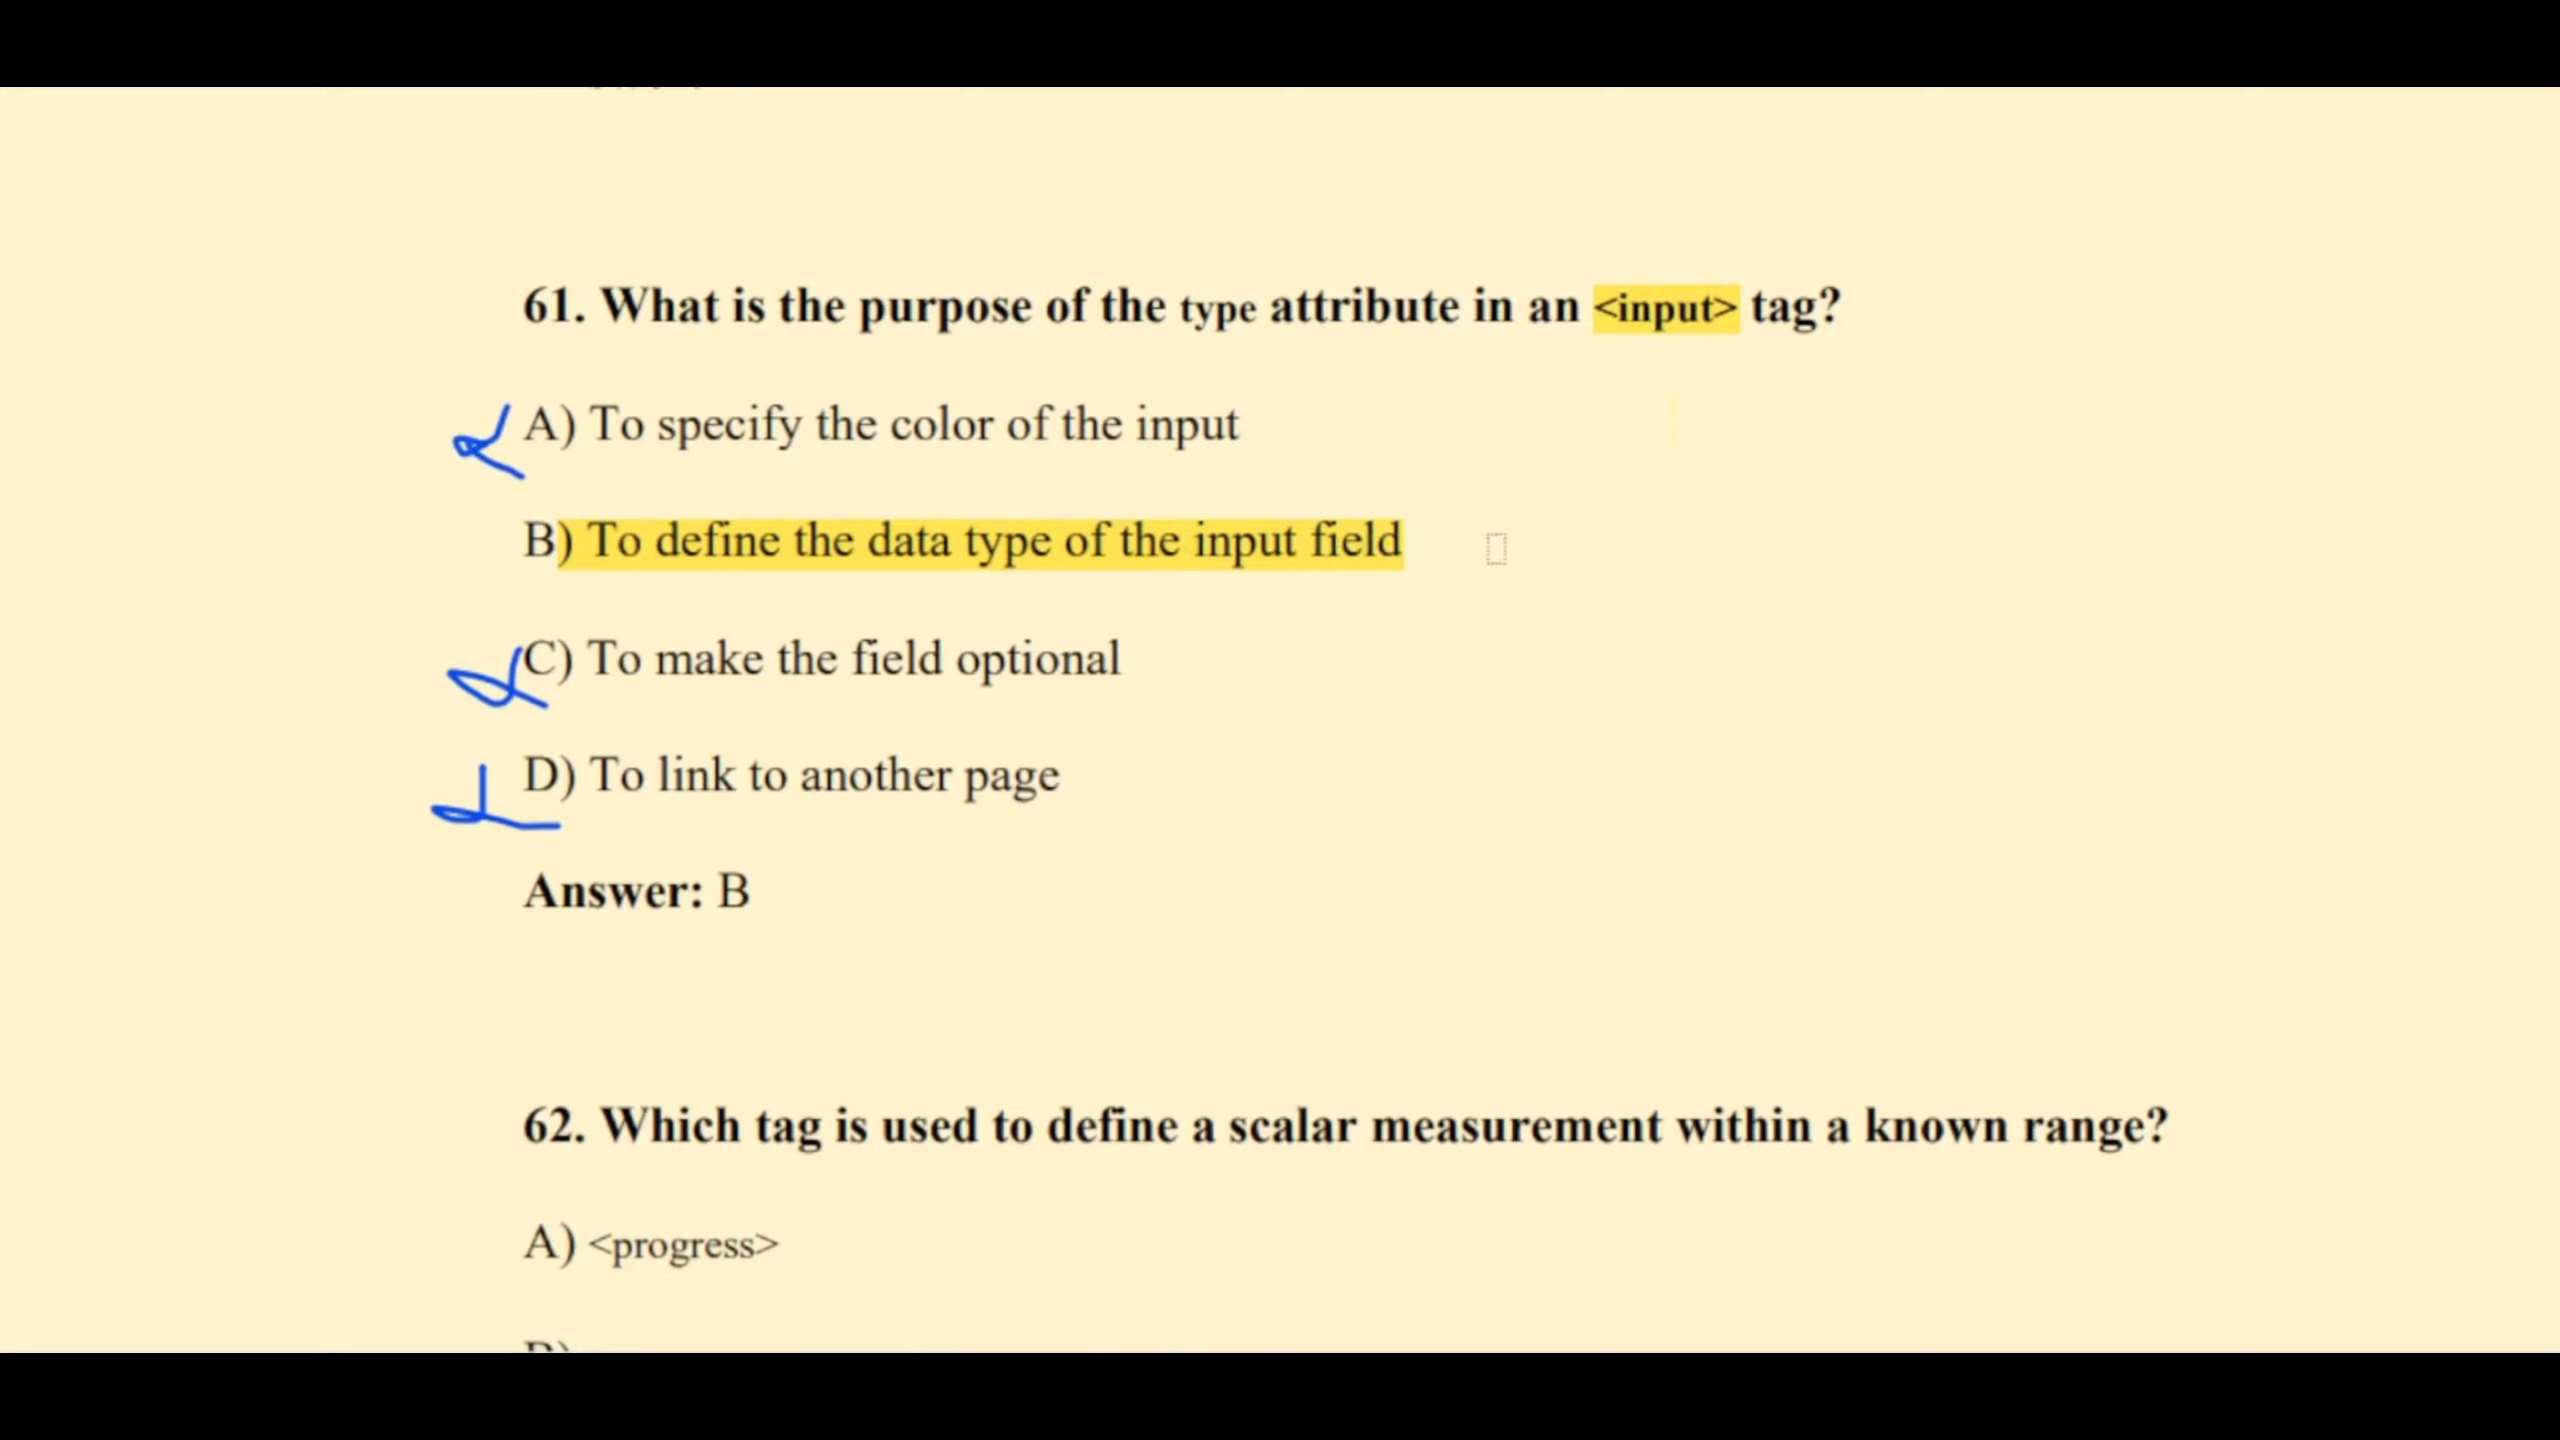 61. What is the purpose of the type attribute in an <input> tag?
A) To specify the color of the input
B) To define the data type of the input field
C) To make the field optional
D) To link to another page
Answer: B
62. Which tag is used to define a scalar measurement within a known range?
A) <progress>